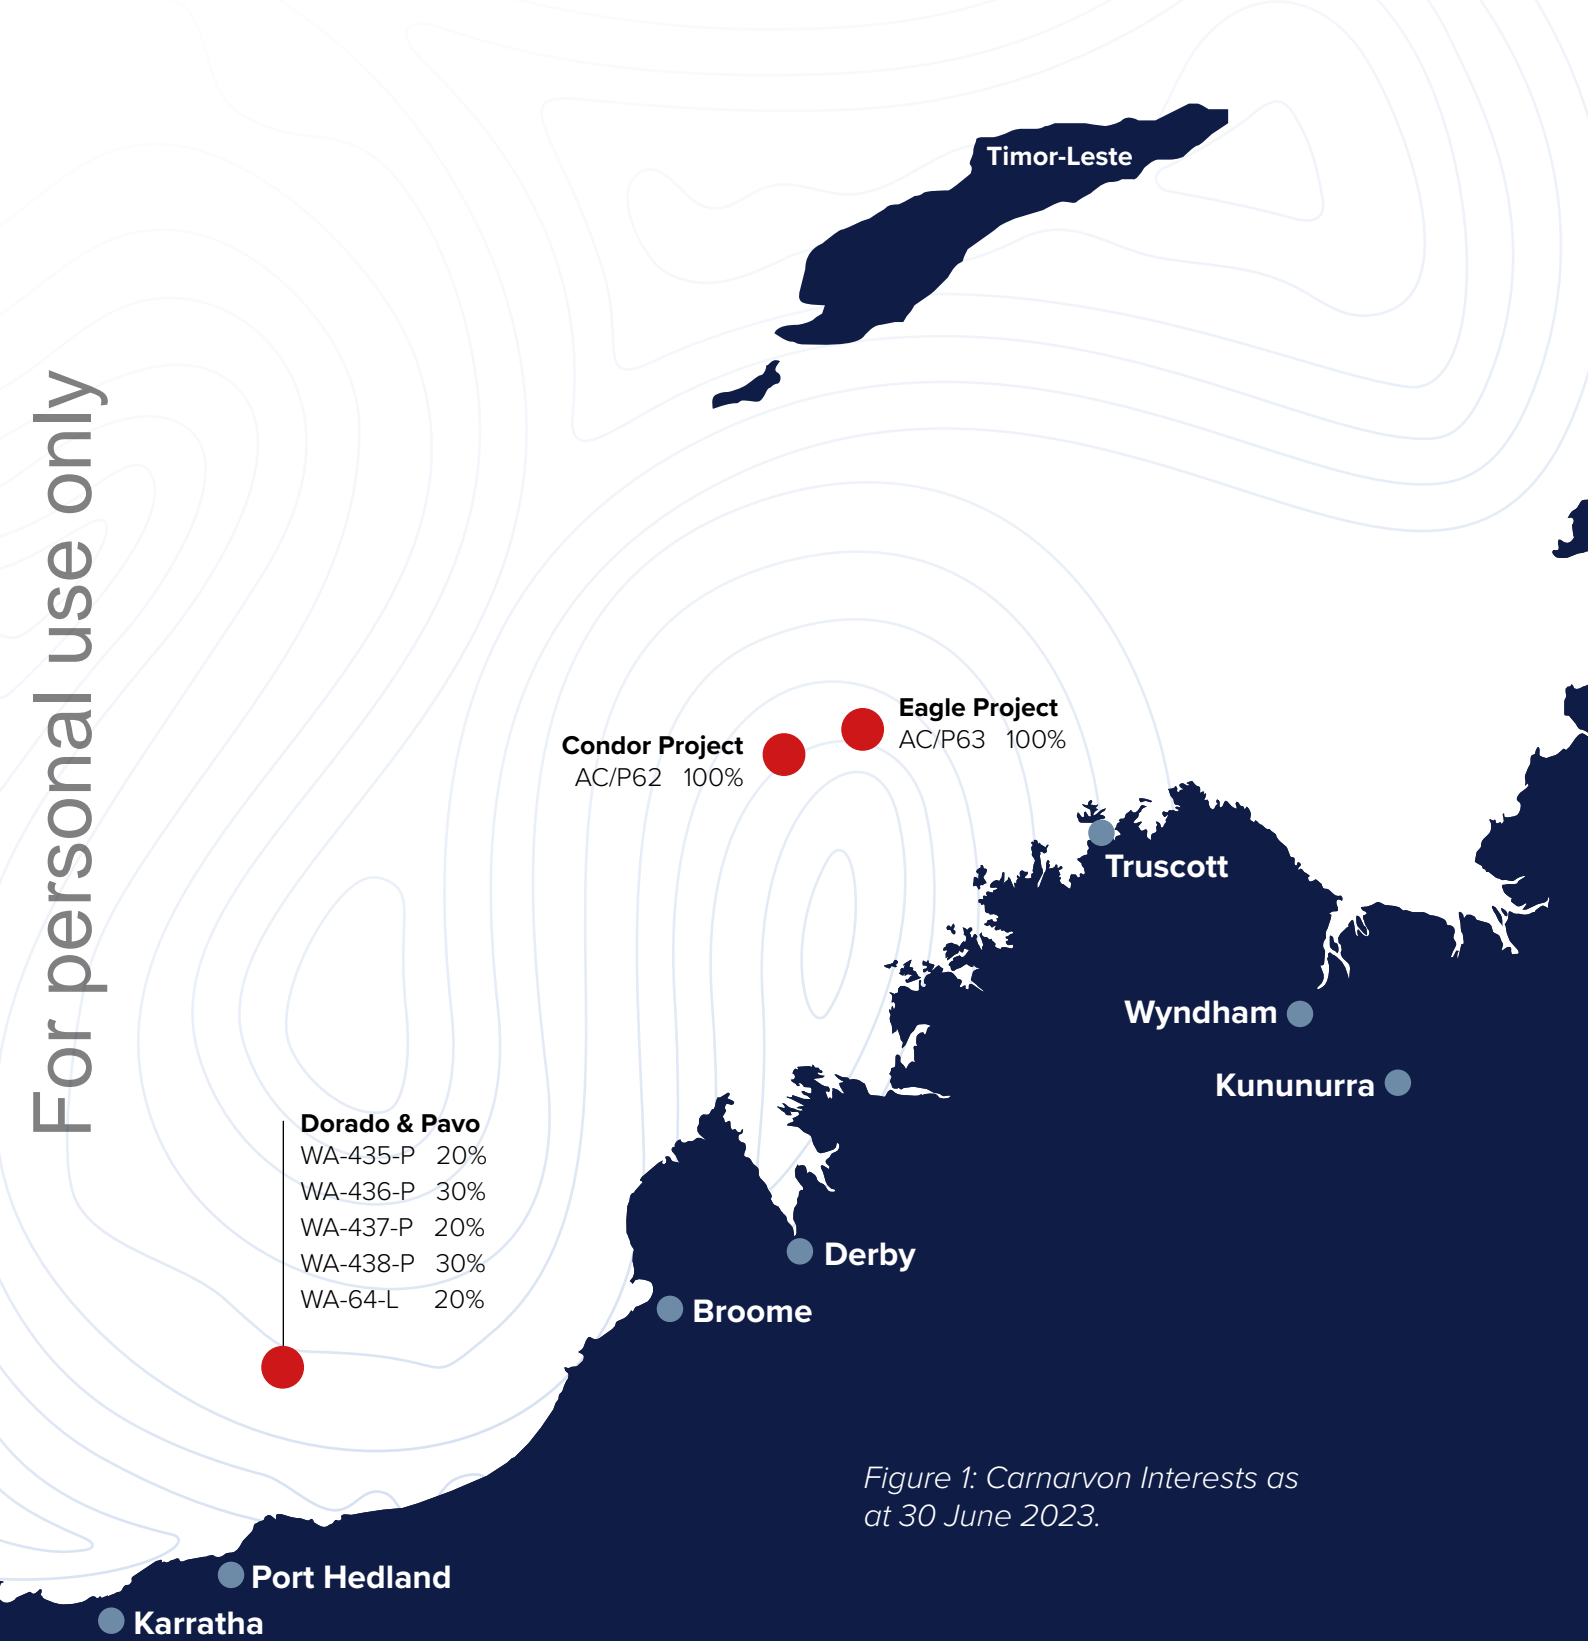 For personal use only
Timor-Leste
Eagle Project
AC/P63 100%
Condor Project
AC/P62 100%
Truscott
Wyndham
Kununurra
Dorado & Pavo
WA-435-P 20%
WA-436-P 30%
WA-437-P 20%
WA-438-P 30%
WA-64-L 20%
Derby
Broome
Figure 1: Carnarvon Interests as
at 30 June 2023.
Port Hedland
Karratha